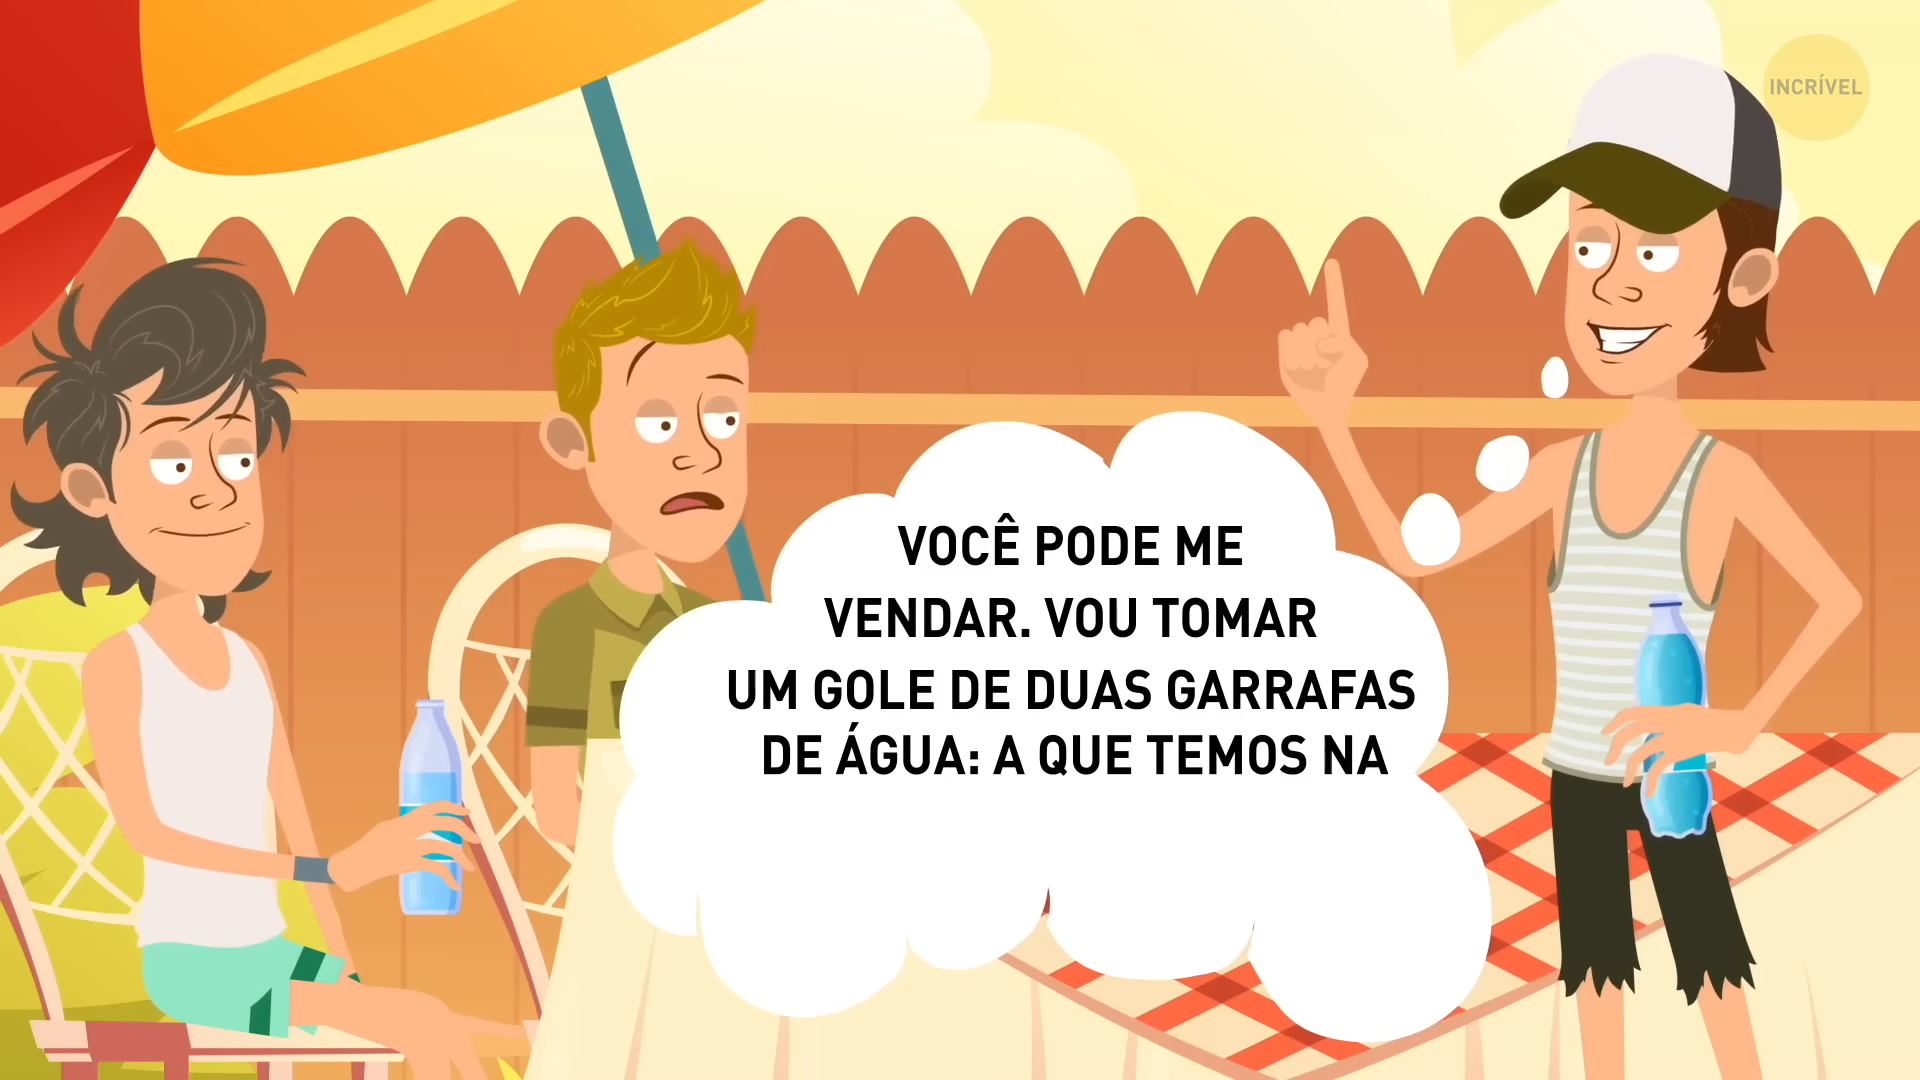 INCRÍVEL
VOCÊ PODE ME
VENDAR. VOU TOMAR
UM GOLE DE DUAS GARRAFAS
DE ÁGUA: A QUE TEMOS NA